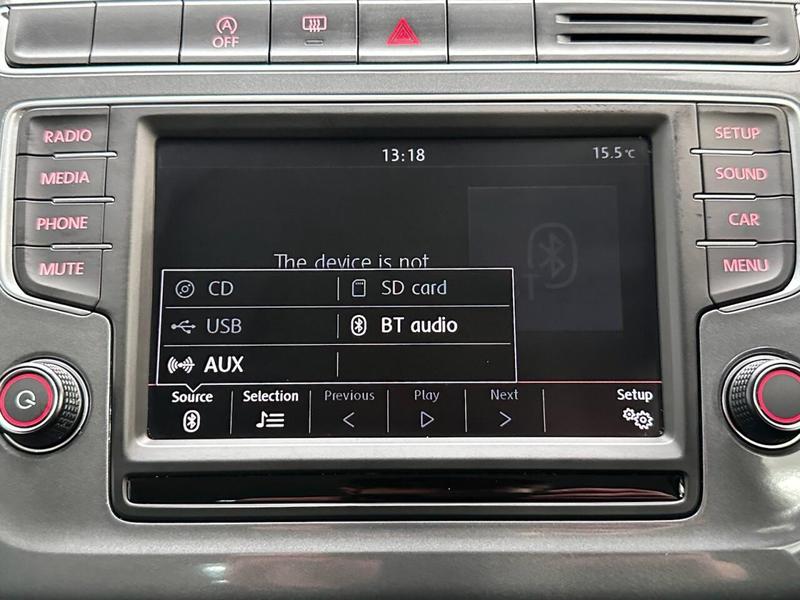 A
OFF
RADIO
MEDIA
PHONE
MUTE
SETUP
SOUND
CAR
MENU
13:18
15.5°C
The device is not
CD
SD card
USB
BT audio
AUX
Source
Selection
Previous
Play
Next
Setup